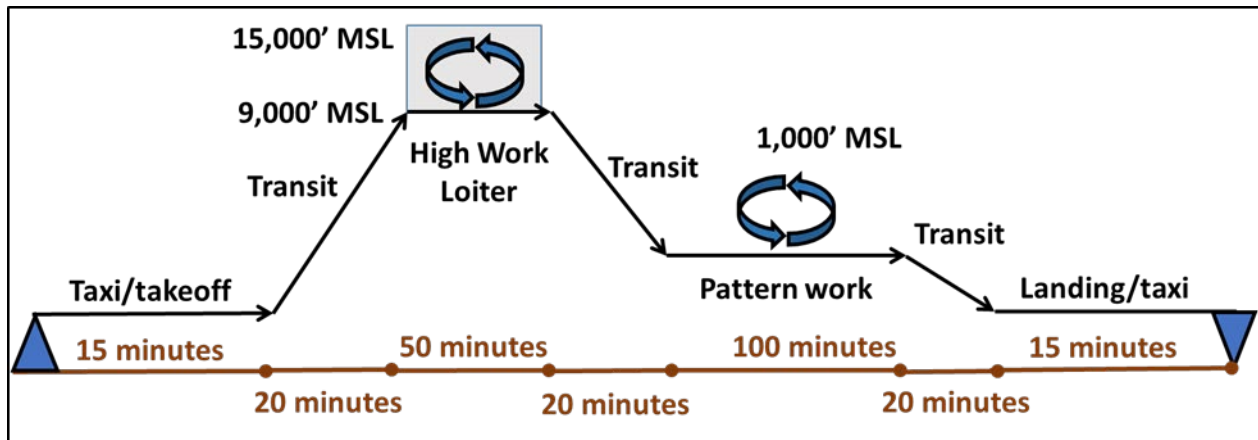 15,000’ MSL
9,000’ MSL
High Work
Loiter
Transit
Transit
1,000’ MSL
Transit
Taxi/takeoff
Pattern work
Landing/taxi
15 minutes
50 minutes
100 minutes
15 minutes
20 minutes
20 minutes
20 minutes